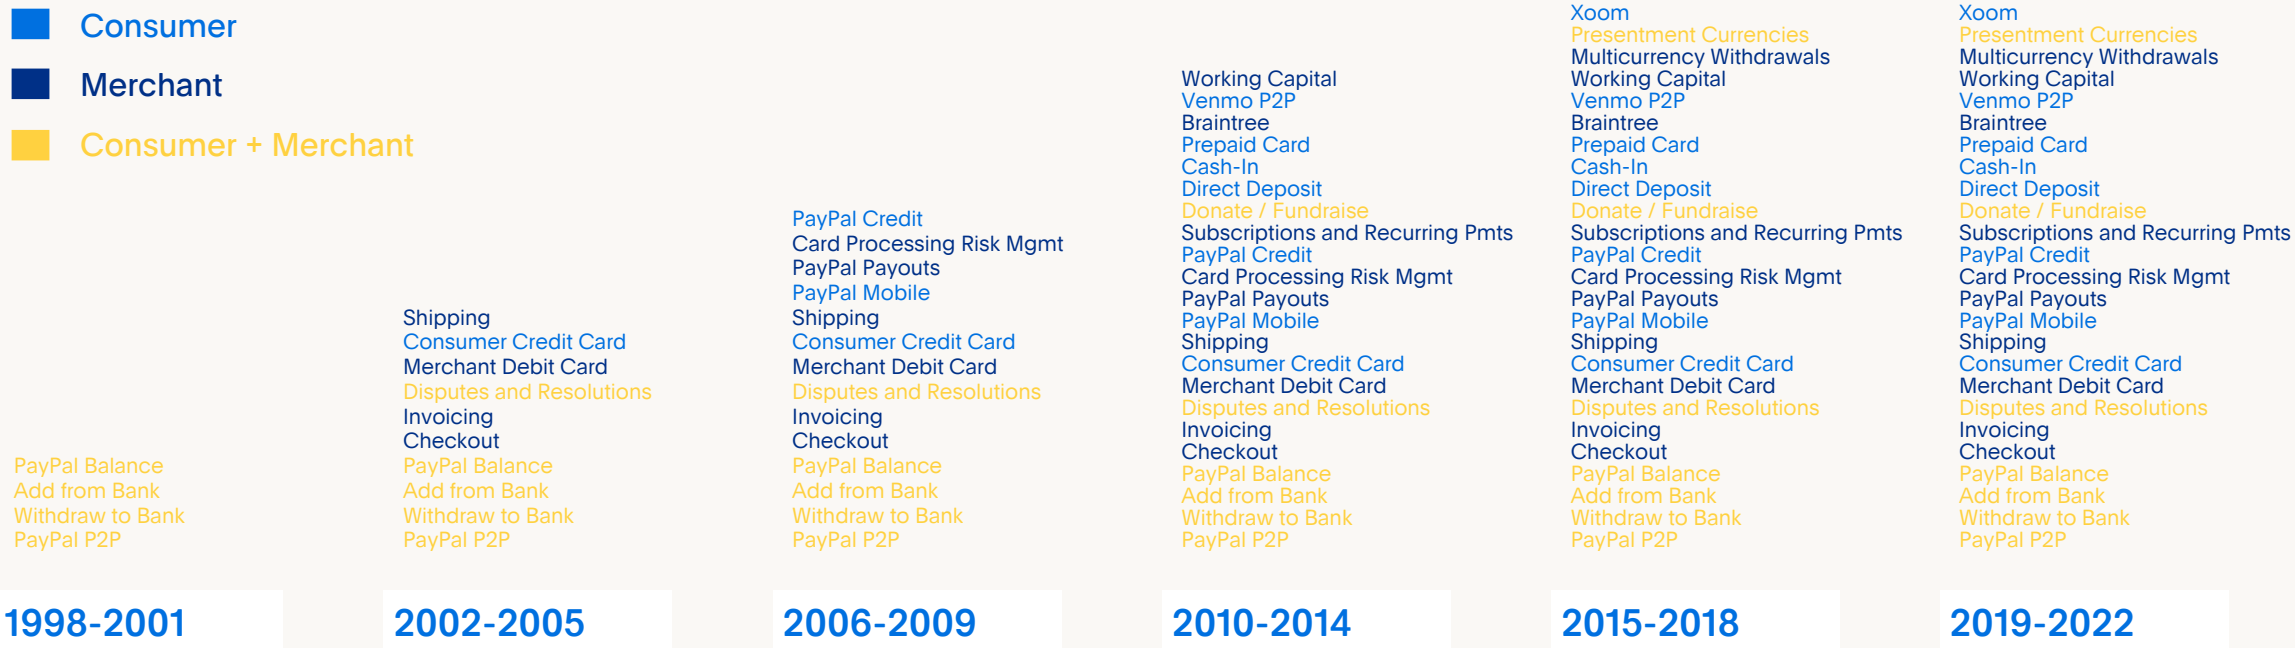 Consumer
Merchant
Consumer + Merchant
PayPal Balance
Add from Bank
Withdraw to Bank
PayPal P2P
1998-2001
Shipping
Consumer Credit Card
Merchant Debit Card
Disputes and Resolutions
Invoicing
Checkout
PayPal Balance
Add from Bank
Withdraw to Bank
PayPal P2P
2002-2005
PayPal Credit
Card Processing Risk Mgmt
PayPal Payouts
PayPal Mobile
Shipping
Consumer Credit Card
Merchant Debit Card
Disputes and Resolutions
Invoicing
Checkout
PayPal Balance
Add from Bank
Withdraw to Bank
PayPal P2P
2006-2009
Working Capital
Venmo P2P
Braintree
Prepaid Card
Cash-In
Direct Deposit
Donate / Fundraise
Subscriptions and Recurring Pmts
PayPal Credit
Card Processing Risk Mgmt
PayPal Payouts
PayPal Mobile
Shipping
Consumer Credit Card
Merchant Debit Card
Disputes and Resolutions
Invoicing
Checkout
PayPal Balance
Add from Bank
Withdraw to Bank
PayPal P2P
2010-2014
Xoom
Presentment Currencies
Multicurrency Withdrawals
Working Capital
Venmo P2P
Braintree
Prepaid Card
Cash-In
Direct Deposit
Donate / Fundraise
Subscriptions and Recurring Pmts
PayPal Credit
Card Processing Risk Mgmt
PayPal Payouts
PayPal Mobile
Shipping
Consumer Credit Card
Merchant Debit Card
Disputes and Resolutions
Invoicing
Checkout
PayPal Balance
Add from Bank
Withdraw to Bank
PayPal P2P
2015-2018
Xoom
Presentment Currencies
Multicurrency Withdrawals
Working Capital
Venmo P2P
Braintree
Prepaid Card
Cash-In
Direct Deposit
Donate / Fundraise
Subscriptions and Recurring Pmts
PayPal Credit
Card Processing Risk Mgmt
PayPal Payouts
PayPal Mobile
Shipping
Consumer Credit Card
Merchant Debit Card
Disputes and Resolutions
Invoicing
Checkout
PayPal Balance
Add from Bank
Withdraw to Bank
PayPal P2P
2019-2022